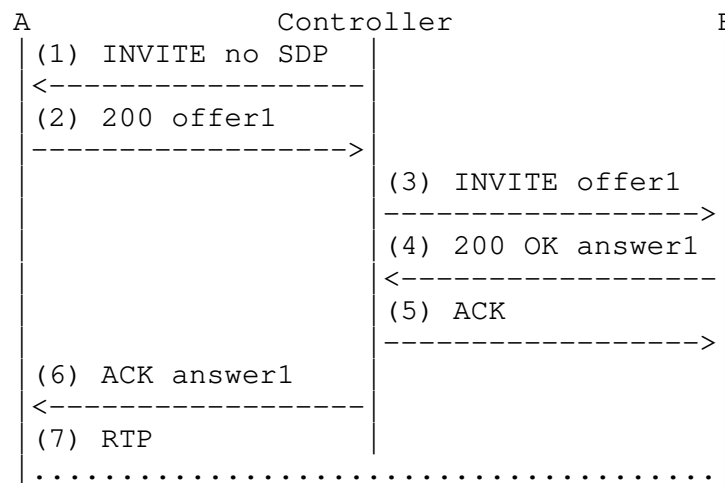 A Controller
(1) INVITE no SDP
(2) 200 offer1
(3) INVITE offer1
(4) 200 OK answer1
(5) ACK
(6) ACK answer1
(7) RTP